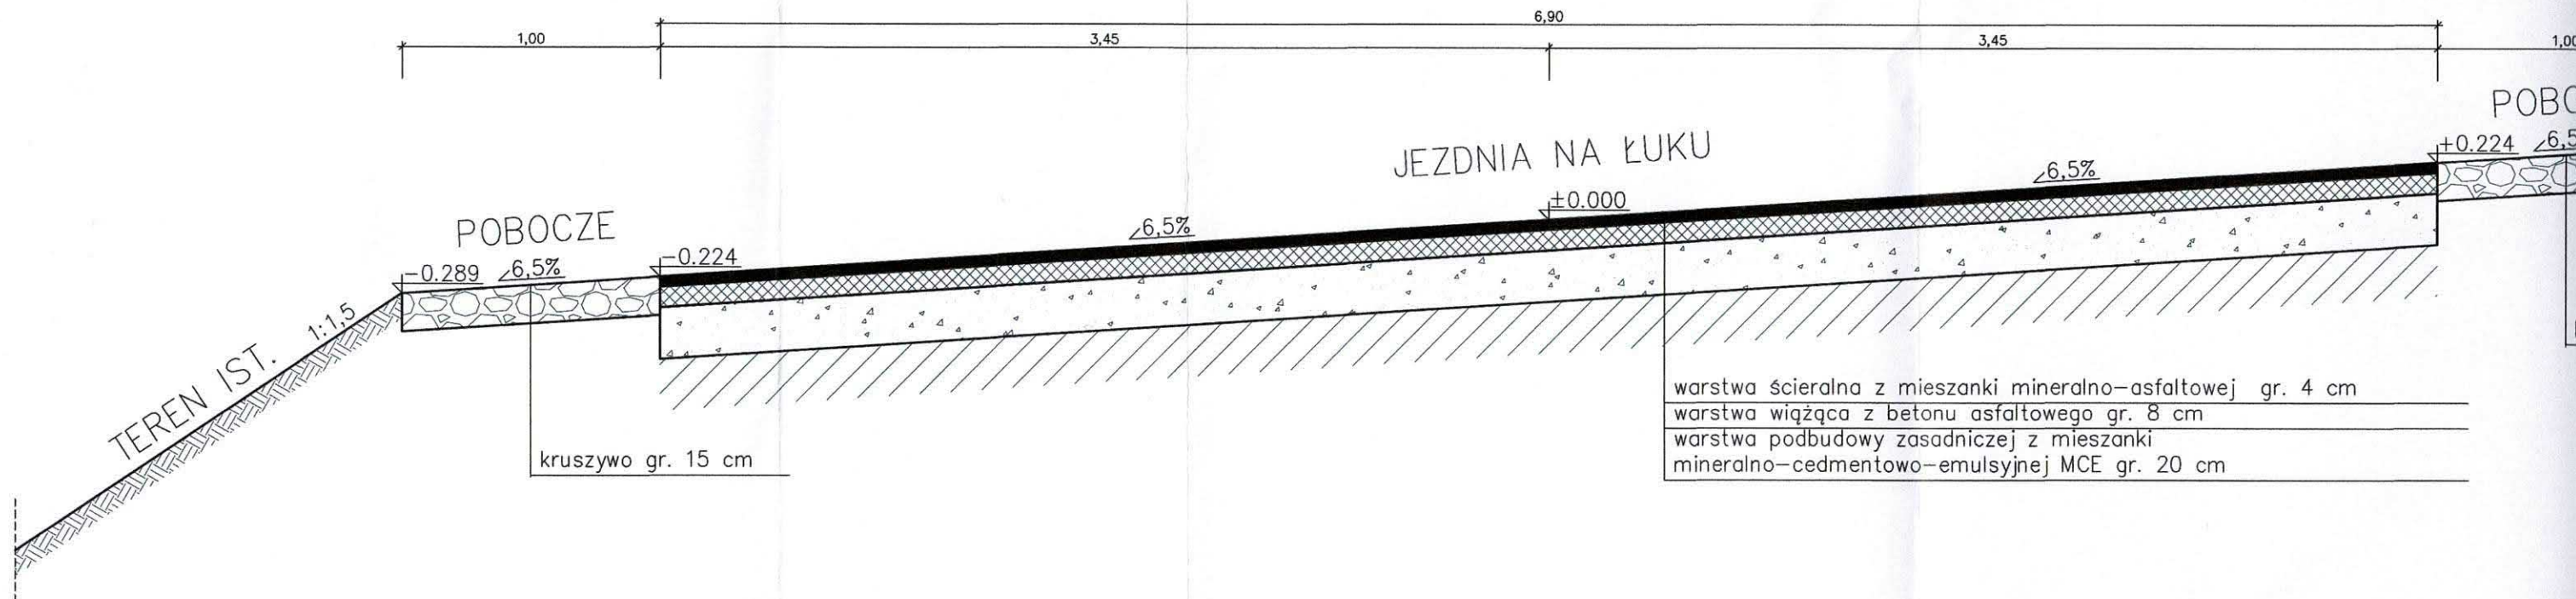 6,90
1,00
3,45
3,45
1,00
POBOCZE
-0.289
∠6,5%
-0.224
∠6,5%
JEZDNIA NA ŁUKU
±0.000
∠6,5%
+0.224
TEREN IST.
1:1,5
kruszywo gr. 15 cm
warstwa ścieralna z mieszanki mineralno-asfaltowej gr. 4 cm
warstwa wiążąca z betonu asfaltowego gr. 8 cm
warstwa podbudowy zasadniczej z mieszanki
mineralno-cedmentowo-emulsyjnej MCE gr. 20 cm